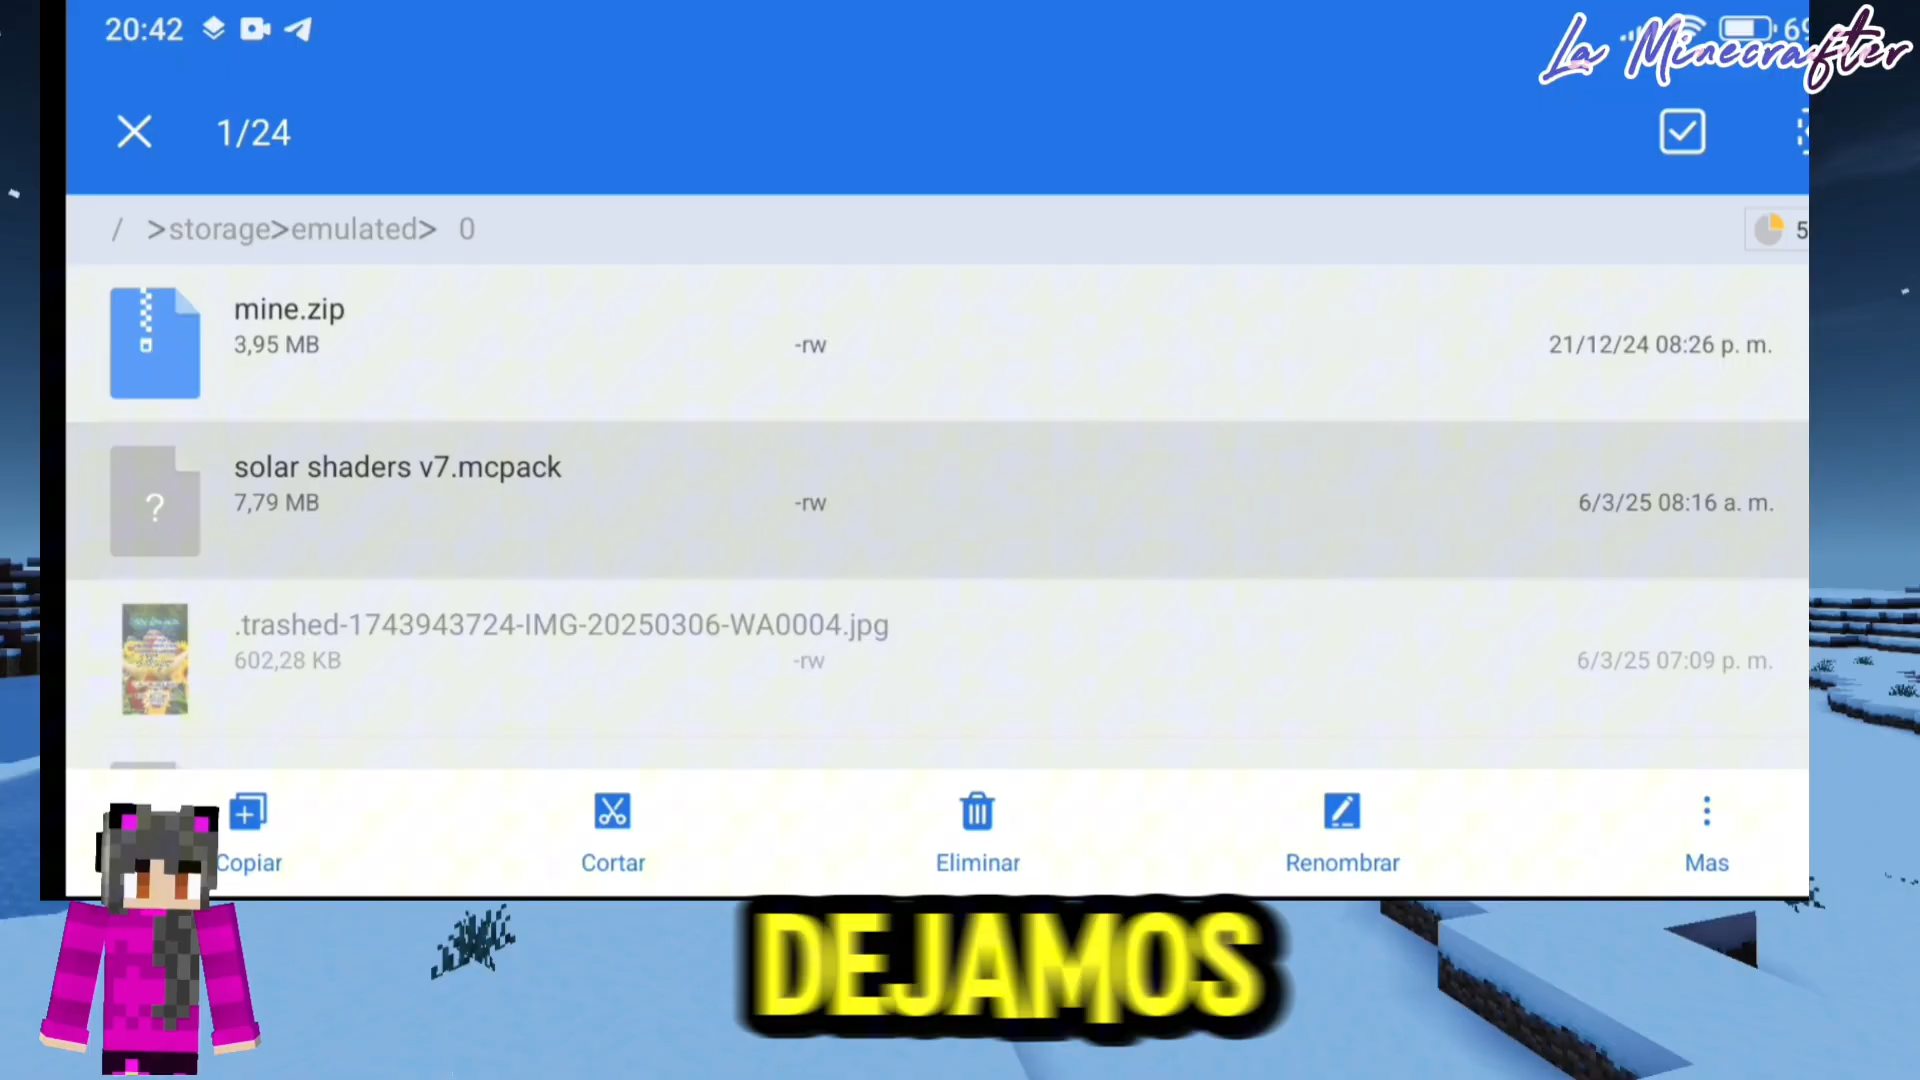 20:42
La Minecrafter
1/24
/ >storage>emulated> 0
mine.zip
3,95 MB -rw 21/12/24 08:26 p. m.
solar shaders v7.mcpack
7,79 MB -rw 6/3/25 08:16 a. m.
.trashed-1743943724-IMG-20250306-WA0004.jpg
602,28 KB -rw 6/3/25 07:09 p. m.
Copiar Cortar Eliminar Renombrar Mas
DEJAMOS